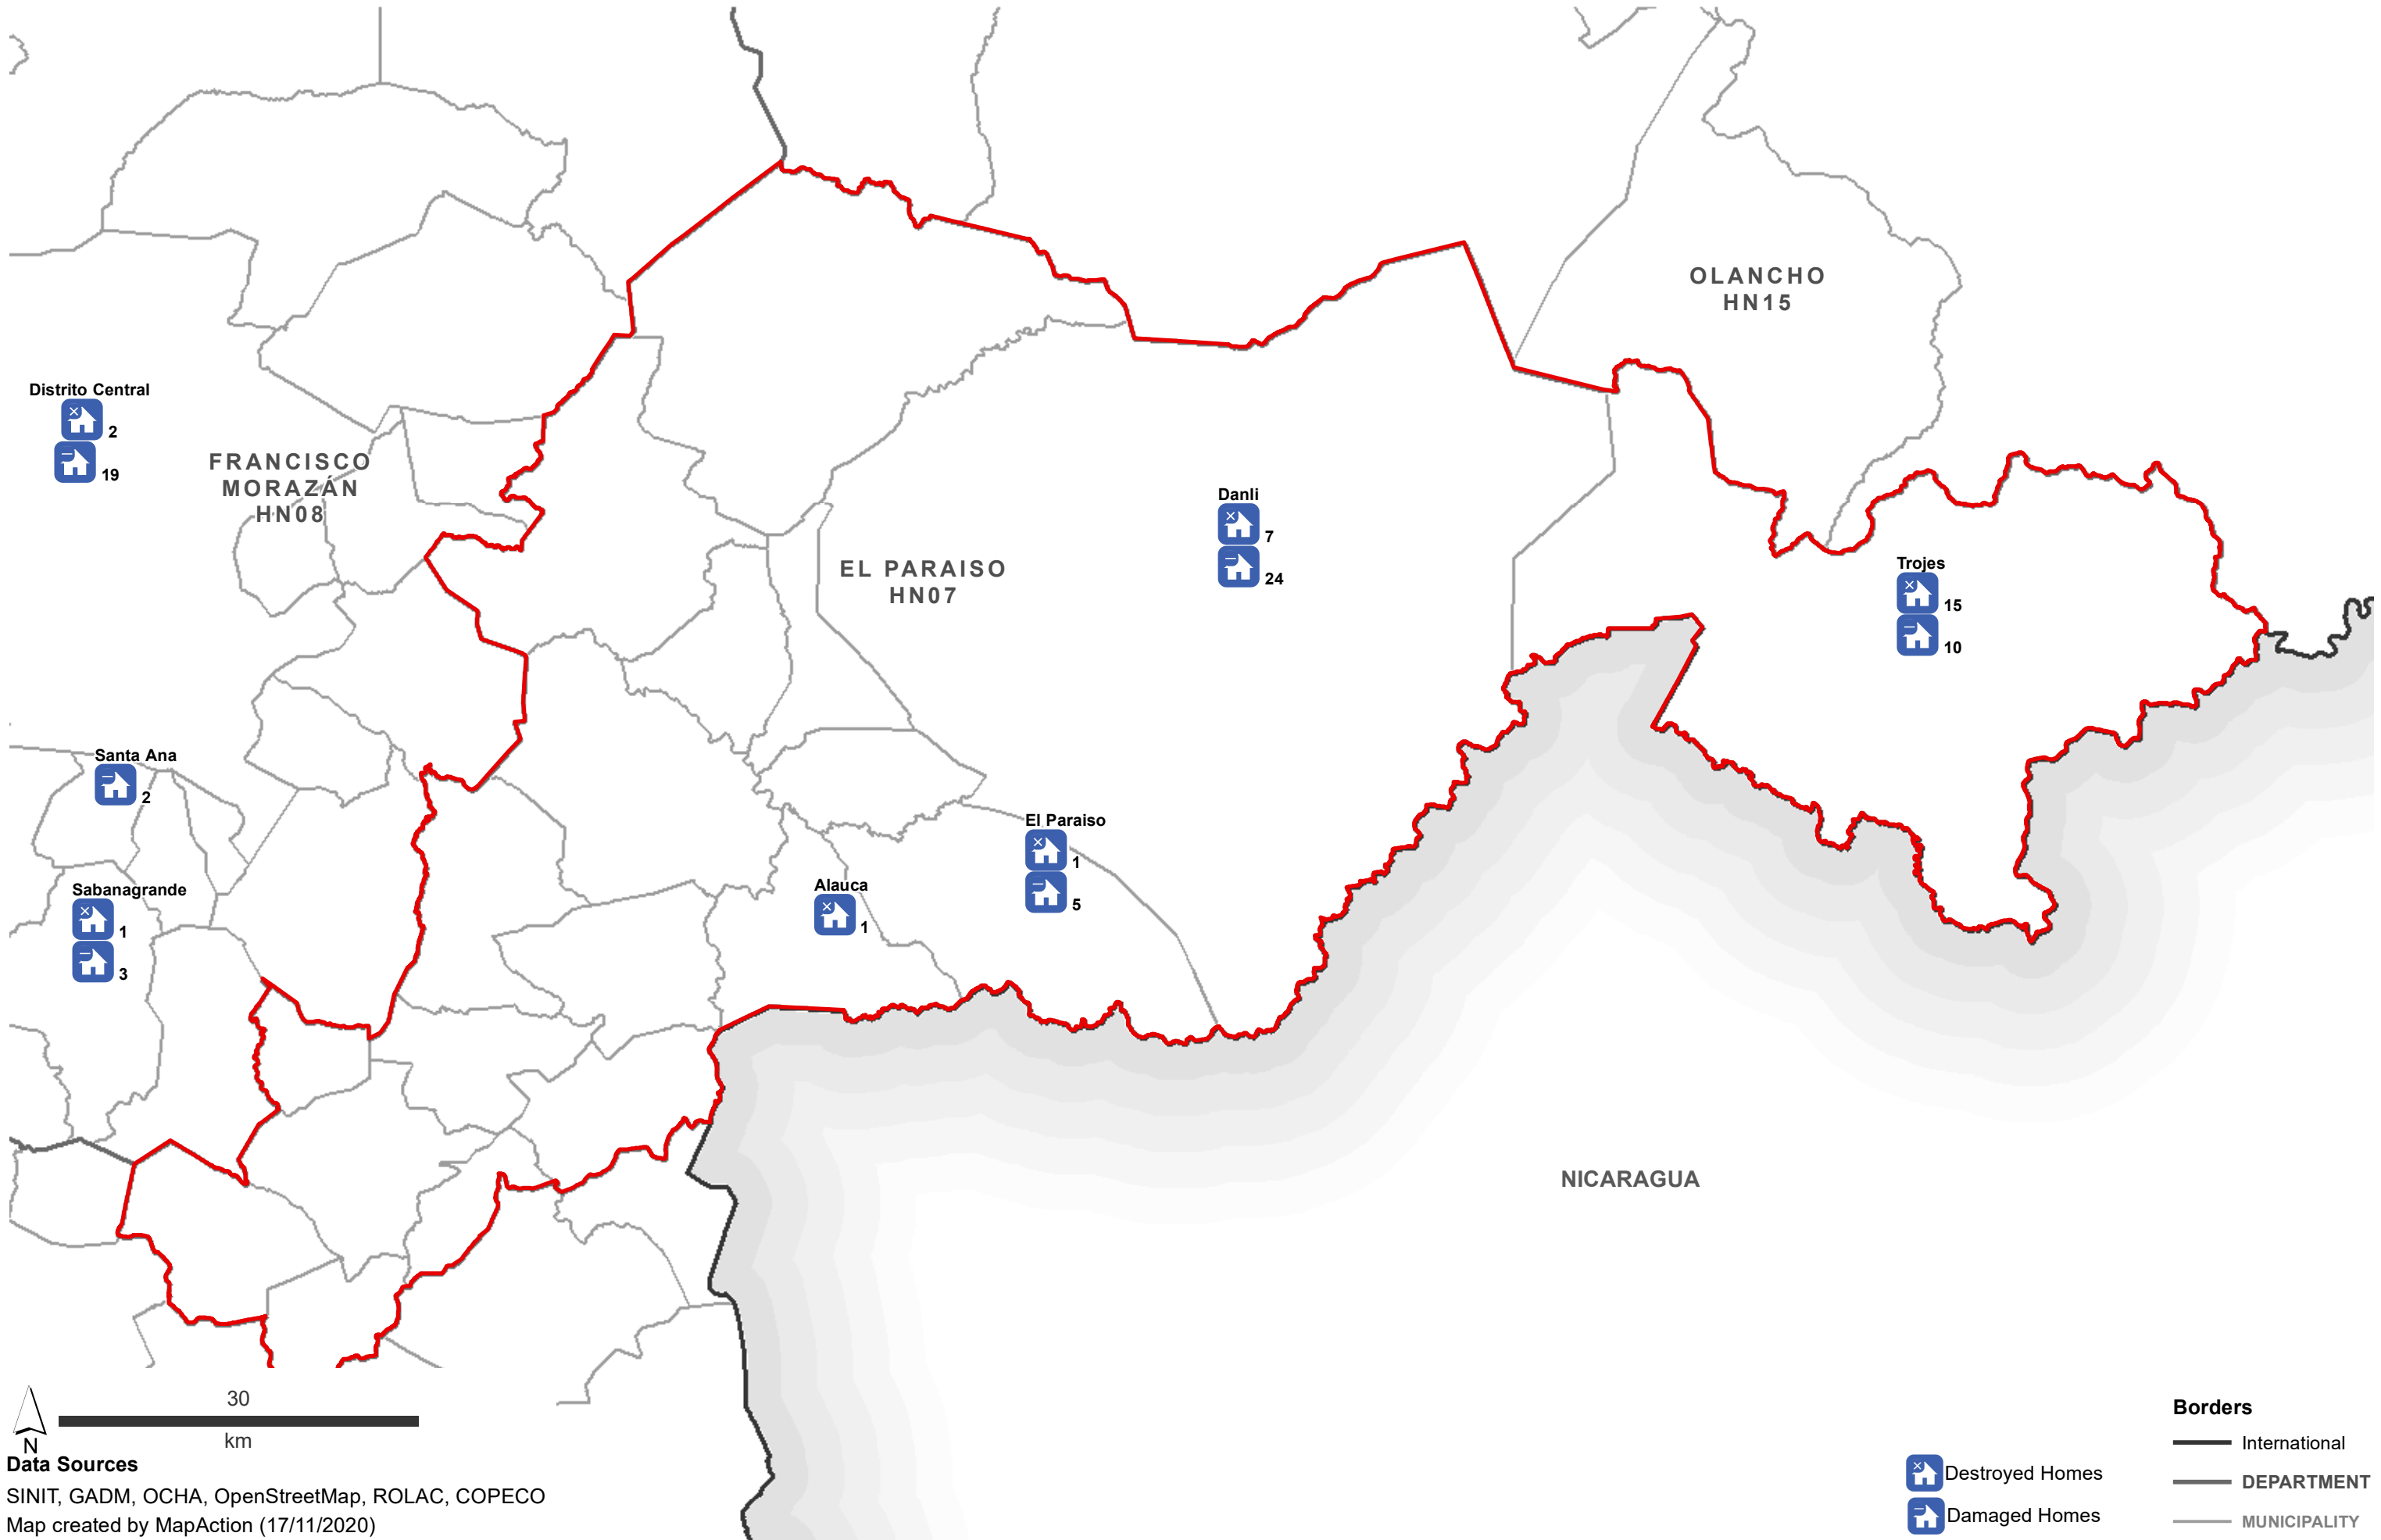 OLANCHO
HN15
Distrito Central
2
19
FRANCISCO
MORAZÁN
HN08
Danli
7
24
EL PARAISO
HN07
Trojes
15
10
Santa Ana
2
El Paraiso
1
5
Alauca
1
Sabanagrande
1
3
NICARAGUA
30
km
N
Data Sources
SINIT, GADM, OCHA, OpenStreetMap, ROLAC, COPECO
Map created by MapAction (17/11/2020)
Destroyed Homes
Damaged Homes
Borders
International
DEPARTMENT
MUNICIPALITY